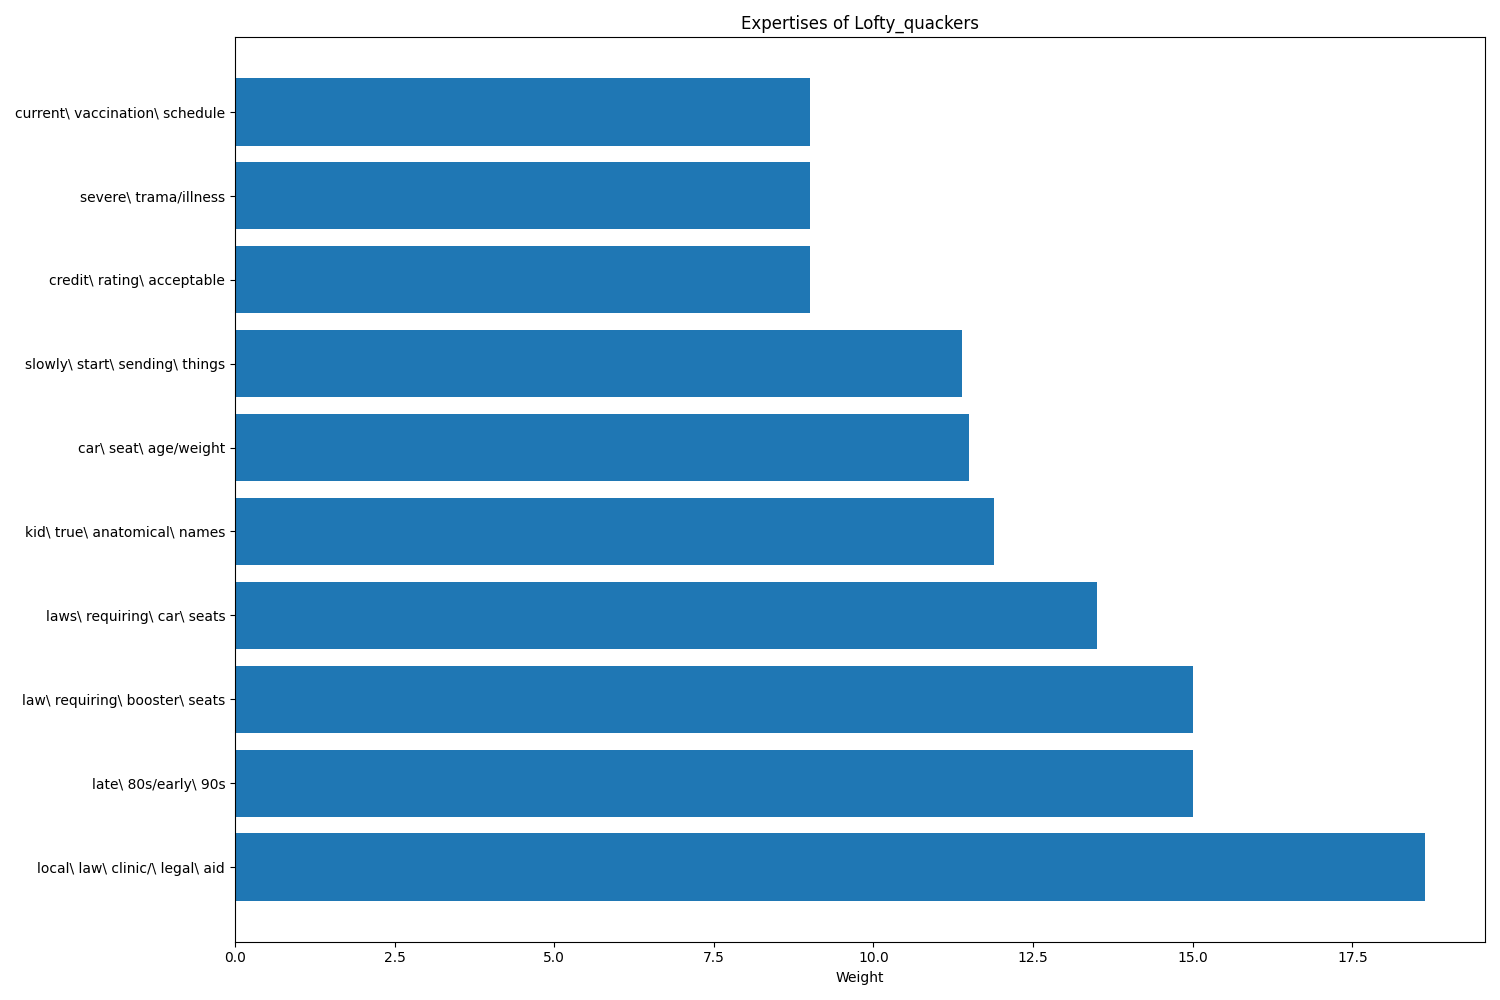 Expertises of Lofty_quackers
current\ vaccination\ schedule
severe\ trama/illness
credit\ rating\ acceptable
slowly\ start\ sending\ things
car\ seat\ age/weight
kid\ true\ anatomical\ names
laws\ requiring\ car\ seats
law\ requiring\ booster\ seats
late\ 80s/early\ 90s
local\ law\ clinic/\ legal\ aid
0.0 2.5 5.0 7.5 10.0 12.5 15.0 17.5
Weight